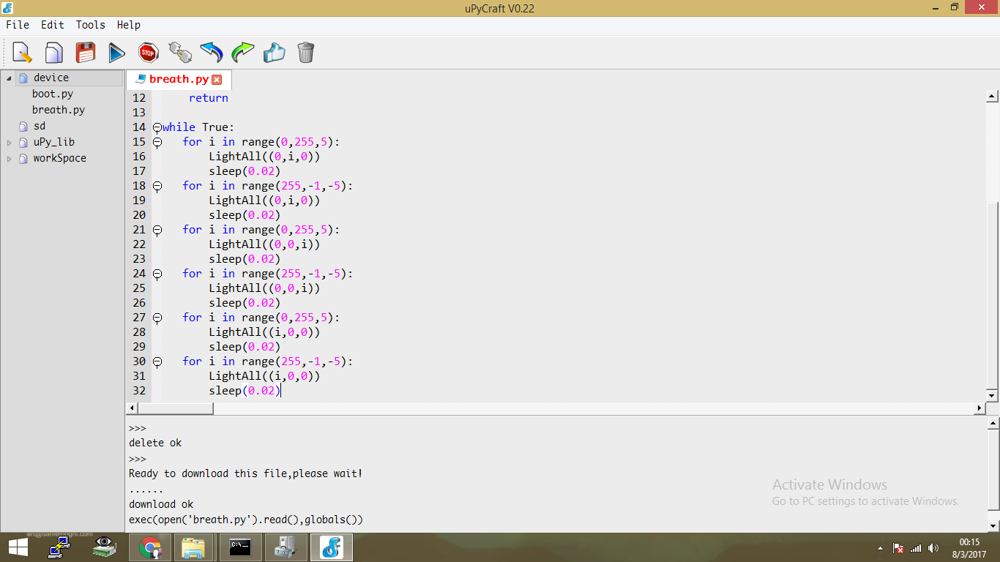 uPyCraft V0.22
File Edit Tools Help
STOP
device
boot.py
breath.py
sd
uPy_lib
workSpace
breath.py
12 return
13
14 while True:
15 for i in range(0,255,5):
16 LightAll((0,i,0))
17 sleep(0.02)
18 for i in range(255,-1,-5):
19 LightAll((0,i,0))
20 sleep(0.02)
21 for i in range(0,255,5):
22 LightAll((0,0,i))
23 sleep(0.02)
24 for i in range(255,-1,-5):
25 LightAll((0,0,i))
26 sleep(0.02)
27 for i in range(0,255,5):
28 LightAll((i,0,0))
29 sleep(0.02)
30 for i in range(255,-1,-5):
31 LightAll((i,0,0))
32 sleep(0.02)
>>>
delete ok
>>>
Ready to download this file,please wait!
......
download ok
exec(open('breath.py').read(),globals())
Activate Windows
Go to PC settings to activate Windows.
00:15
8/3/2017